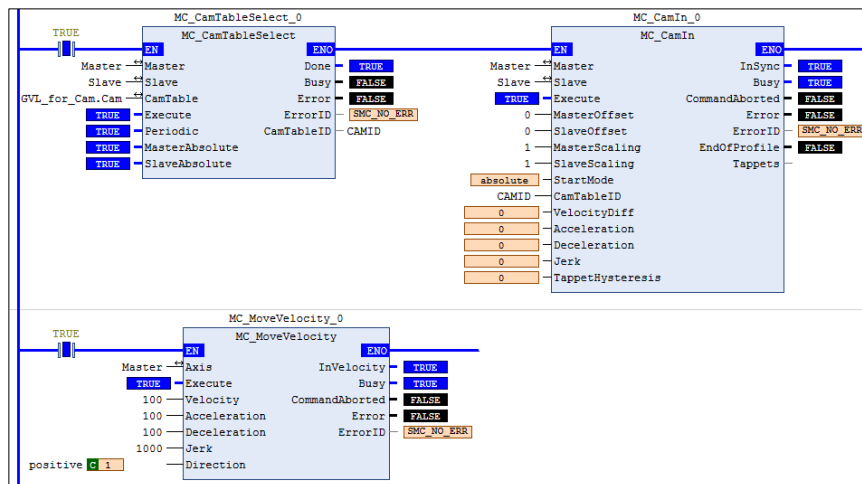 MC_CamTableSelect_0 MC_CamIn_0
TRUE MC_CamTableSelect MC_CamIn
EN ENO EN ENO
Master Master Done TRUE Master Master InSync TRUE
Slave Slave Busy FALSE Slave Slave Busy TRUE
GVL_for_Cam.Cam CamTable Error FALSE TRUE Execute CommandAborted FALSE
TRUE Execute ErrorID SMC_NO_ERR 0 MasterOffset Error FALSE
TRUE Periodic CamTableID CAMID 0 SlaveOffset ErrorID SMC_NO_ERR
TRUE MasterAbsolute 1 MasterScaling EndOfProfile FALSE
TRUE SlaveAbsolute 1 SlaveScaling Tappets
absolute StartMode
CAMID CamTableID
0 VelocityDiff
0 Acceleration
0 Deceleration
0 Jerk
0 TappetHysteresis
MC_MoveVelocity_0
TRUE MC_MoveVelocity
EN ENO
Master Axis InVelocity TRUE
TRUE Execute Busy TRUE
100 Velocity CommandAborted FALSE
100 Acceleration Error FALSE
100 Deceleration ErrorID SMC_NO_ERR
1000 Jerk
positive C 1 Direction